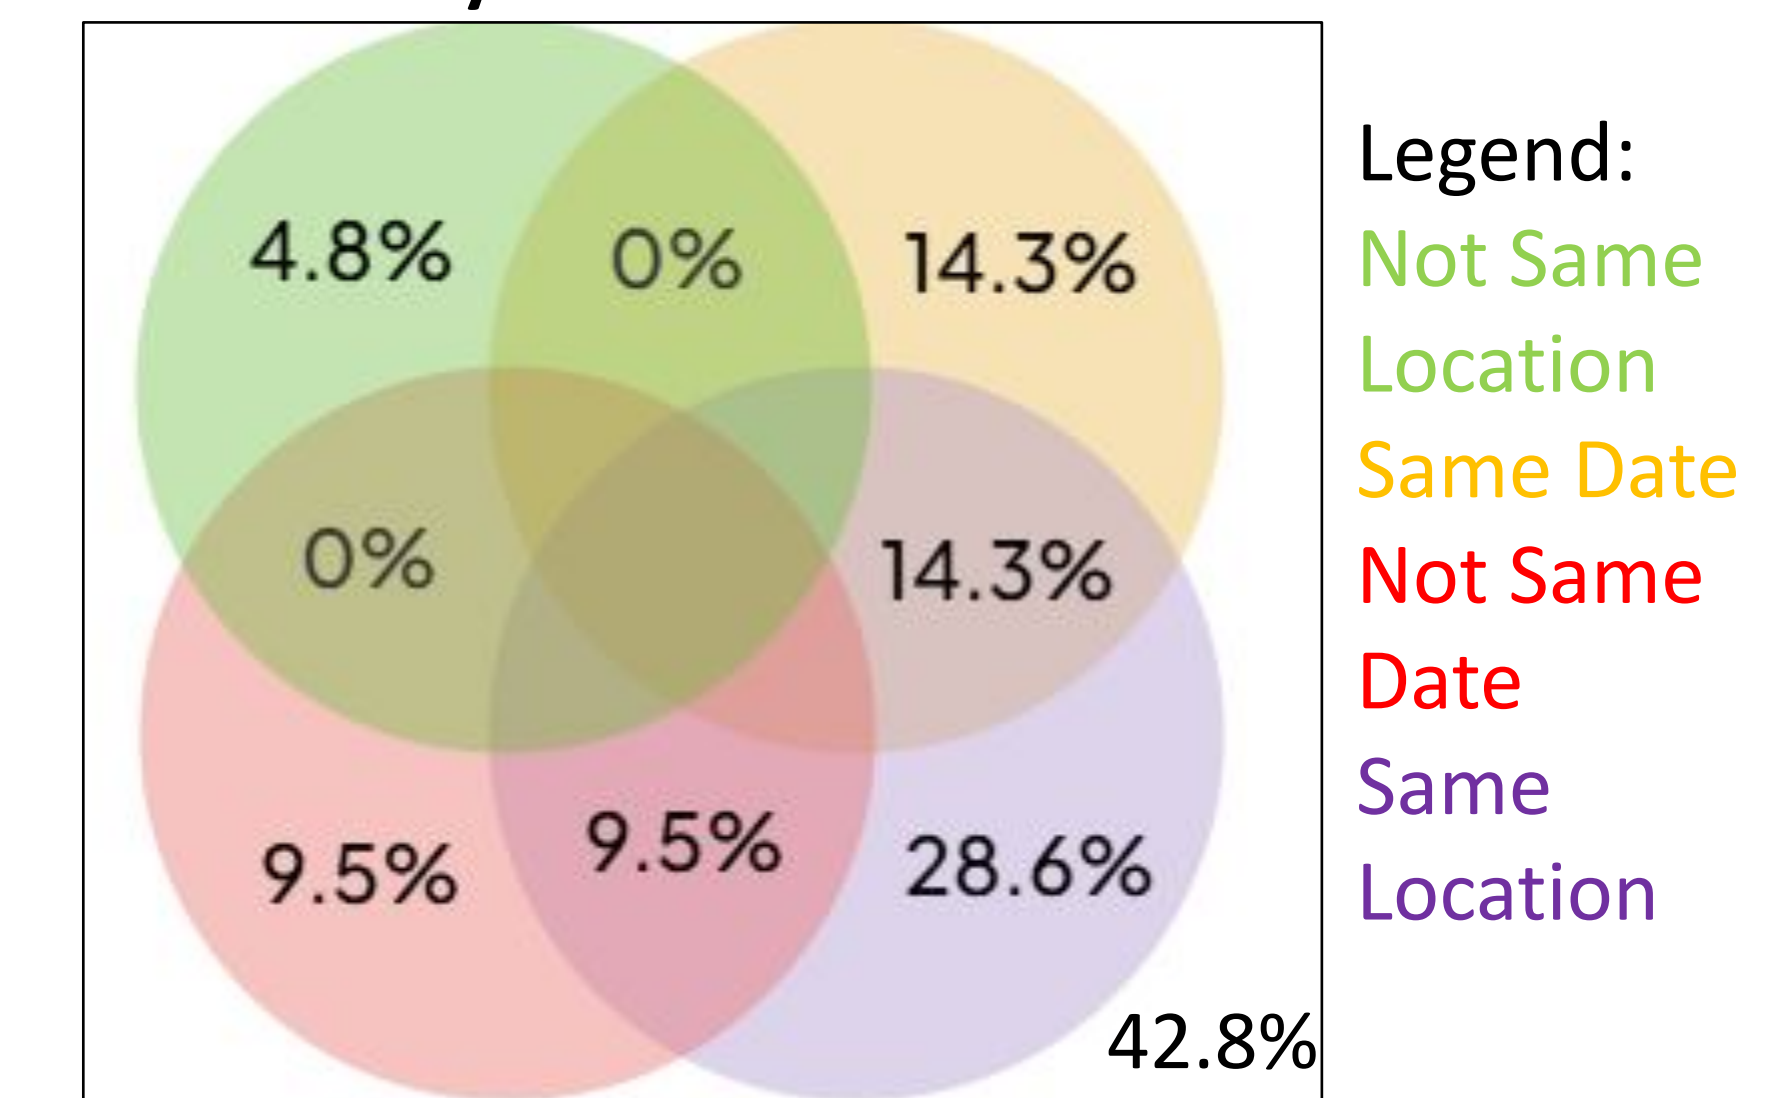 4.8%
0%
14.3%
0%
14.3%
9.5%
9.5%
28.6%
42.8%
Legend:
Not Same
Location
Same Date
Not Same
Date
Same
Location